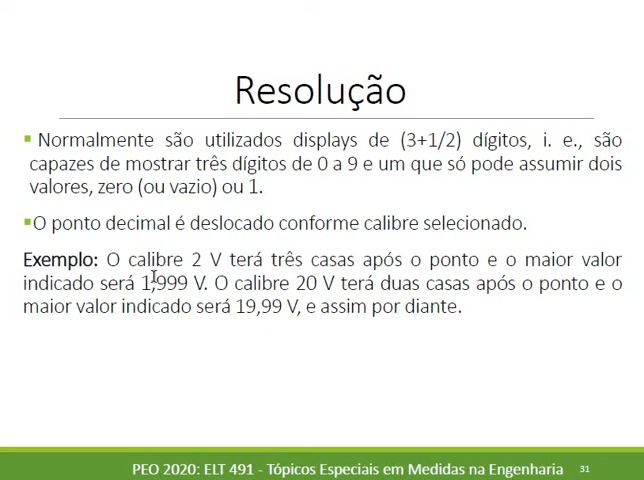 Resolução
Normalmente são utilizados displays de (3+1/2) dígitos, i. e., são
capazes de mostrar três dígitos de 0 a 9 e um que só pode assumir dois
valores, zero (ou vazio) ou 1.
O ponto decimal é deslocado conforme calibre selecionado.
Exemplo: O calibre 2 V terá três casas após o ponto e o maior valor
indicado será 1,999 V. O calibre 20 V terá duas casas após o ponto e o
maior valor indicado será 19,99 V, e assim por diante.
PEO 2020: ELT 491 - Tópicos Especiais em Medidas na Engenharia 31